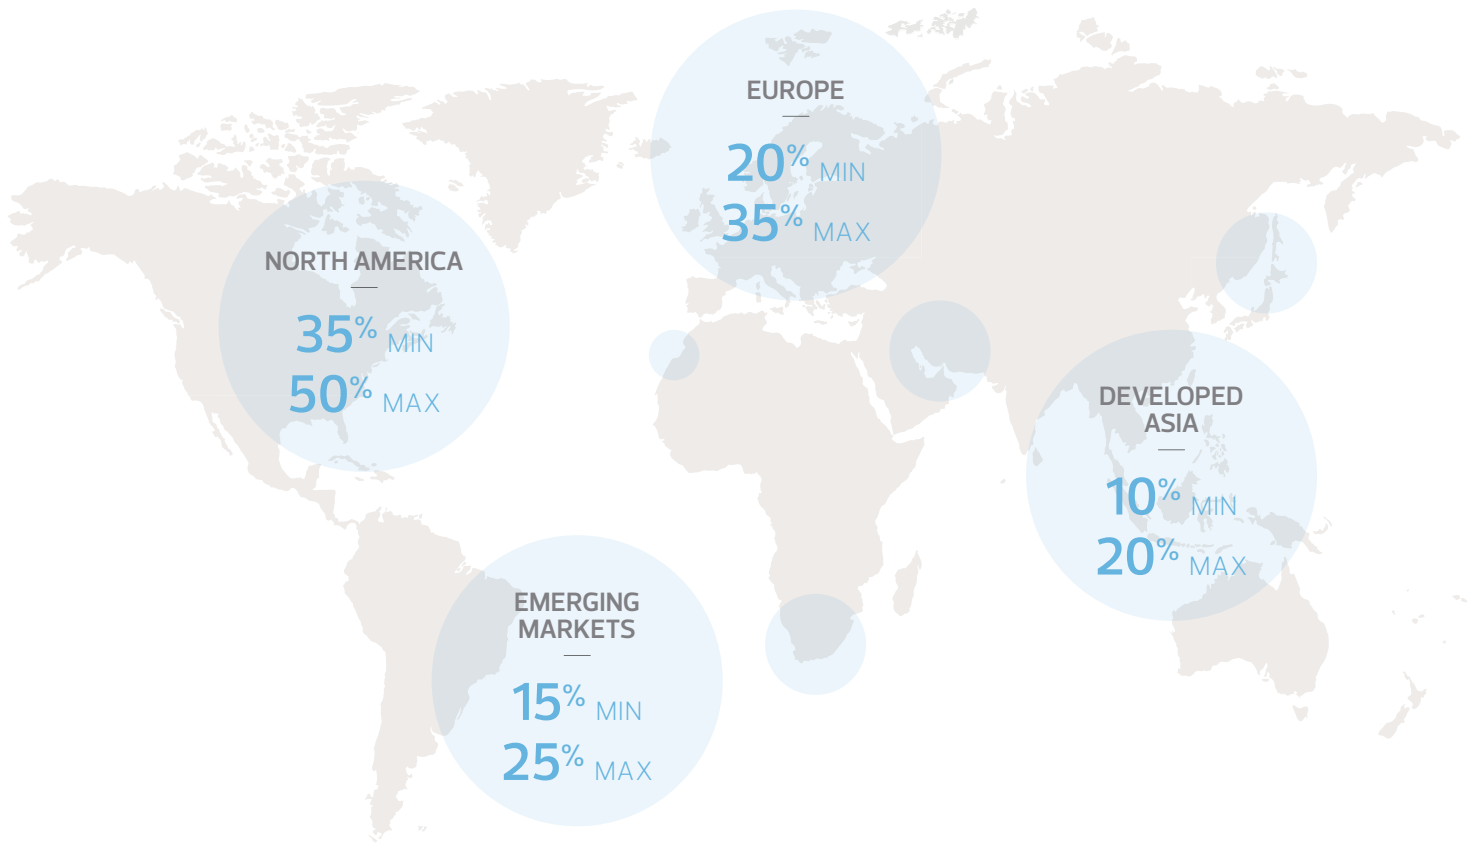 EUROPE
20% MIN
35% MAX
NORTH AMERICA
35% MIN
50% MAX
DEVELOPED
ASIA
10% MIN
20% MAX
EMERGING
MARKETS
15% MIN
25% MAX